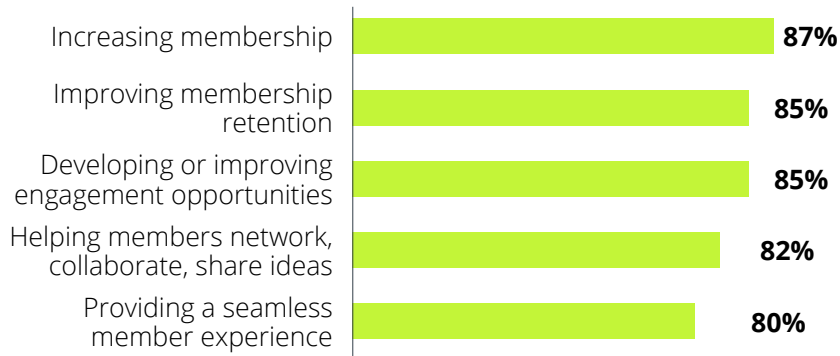 Increasing membership 87%
Improving membership
retention 85%
Developing or improving
engagement opportunities 85%
Helping members network,
collaborate, share ideas 82%
Providing a seamless
member experience 80%